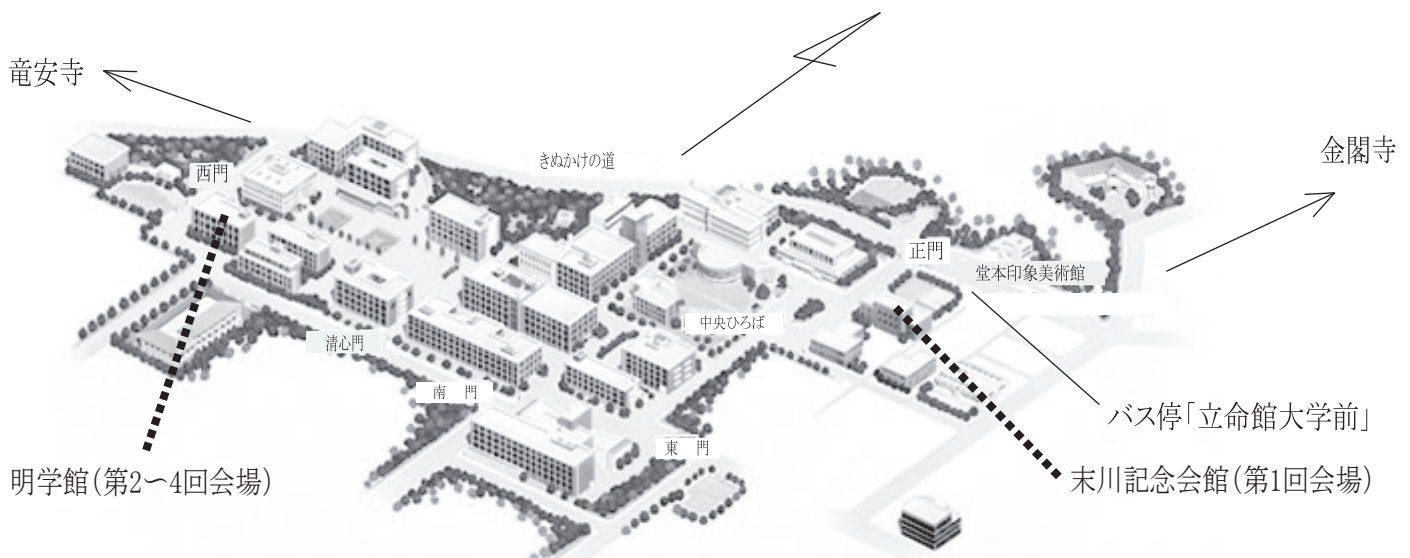 竜安寺
きぬかけの道
金閣寺
西門
正門
堂本印象美術館
中央ひろば
清心門
南　門
バス停「立命館大学前」
東　門
明学館(第2〜4回会場)
末川記念会館(第1回会場)